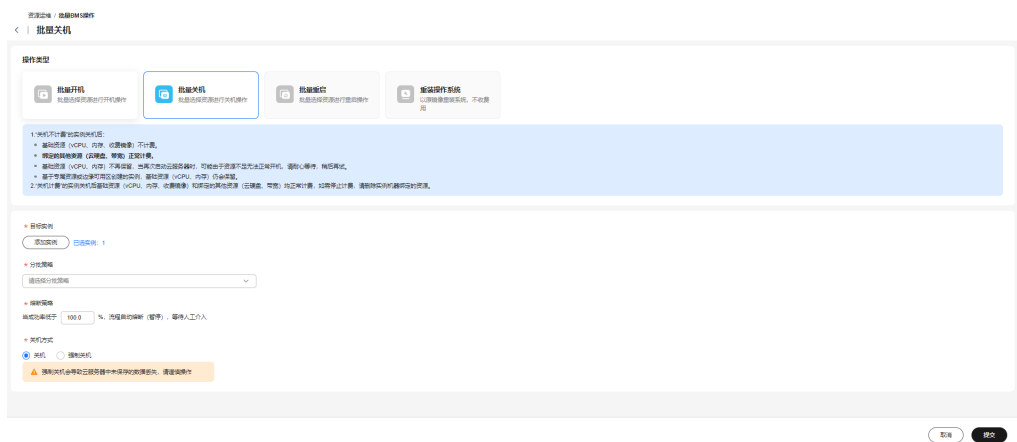 资源运维 / 批量BMS操作
批量关机
操作类型
批量开机
批量选择资源进行开机操作
批量关机
批量选择资源进行关机操作
批量重启
批量选择资源进行重启操作
重装操作系统
以原镜像重装系统，不收费
用
1.“关机不计费”的实例关机后:
基础资源（vCPU、内存、收费镜像）不计费。
绑定的其他资源（云硬盘、带宽）正常计费。
基础资源（vCPU、内存）不再保留，当再次启动云服务器时，可能由于资源不足无法正常开机，请耐心等待，稍后再试。
基于专属资源或边缘可用区创建的实例，基础资源（vCPU、内存）仍会保留。
2.“关机计费”的实例关机后基础资源（vCPU、内存、收费镜像）和绑定的其他资源（云硬盘、带宽）均正常计费，如需停止计费，请删除实例机器绑定的资源。
* 目标实例
添加实例 已选实例：1
* 分批策略
请选择分批策略
* 熔断策略
当成功率低于 100.0 %，流程自动熔断（暂停），等待人工介入
* 关机方式
关机 强制关机
强制关机会导致云服务器中未保存的数据丢失，请谨慎操作
取消 提交